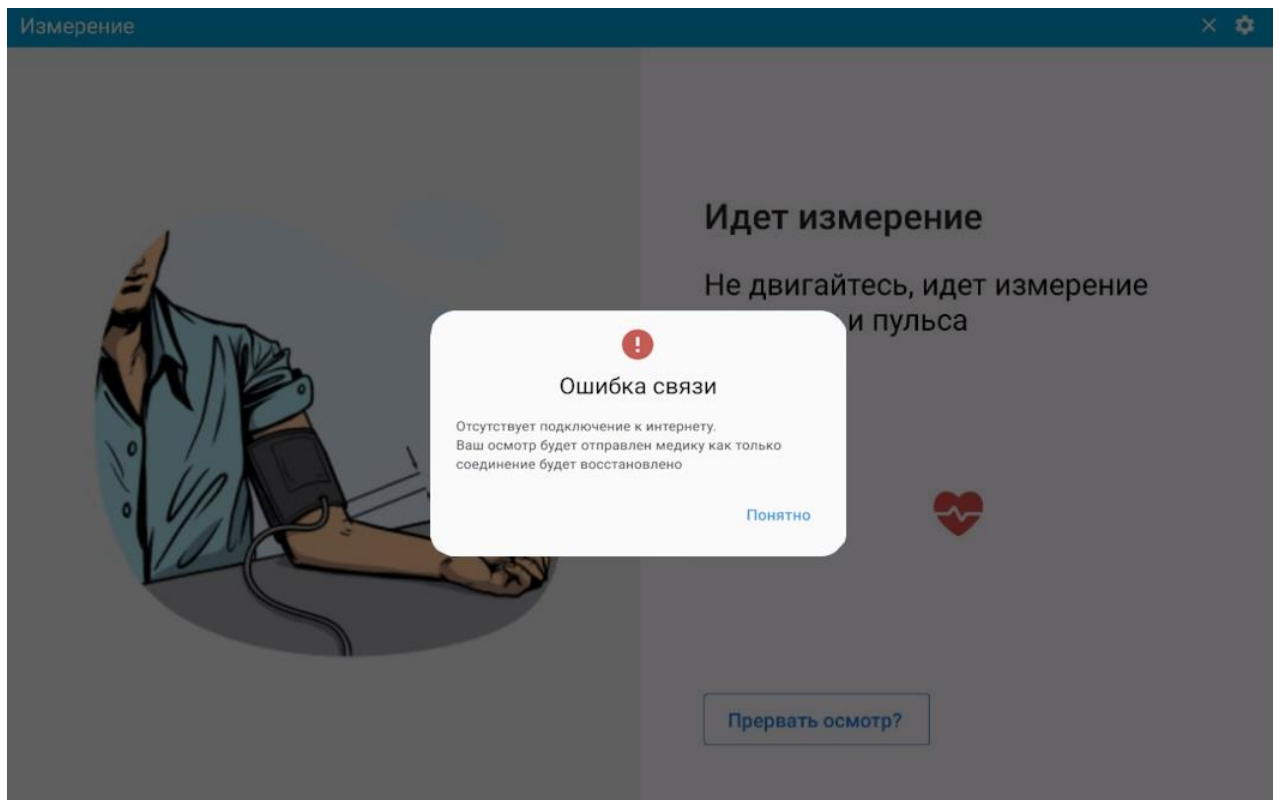 Измерение
Идет измерение
Не двигайтесь, идет измерение
и пульса
Ошибка связи
Отсутствует подключение к интернету.
Ваш осмотр будет отправлен медику как только
соединение будет восстановлено
Понятно
Прервать осмотр?